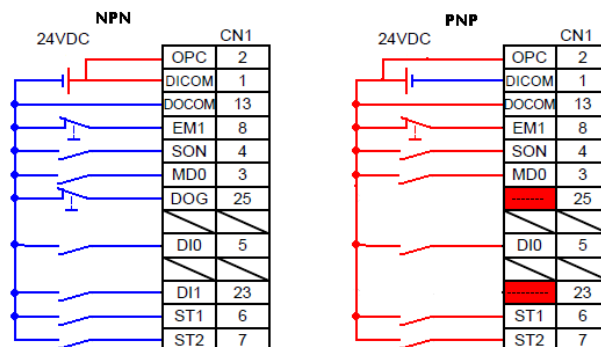 NPN
24VDC CN1
OPC 2
DICOM 1
DOCOM 13
EM1 8
SON 4
MD0 3
DOG 25
DI0 5
DI1 23
ST1 6
ST2 7
PNP
24VDC CN1
OPC 2
DICOM 1
DOCOM 13
EM1 8
SON 4
MD0 3
------- 25
DI0 5
-------- 23
ST1 6
ST2 7